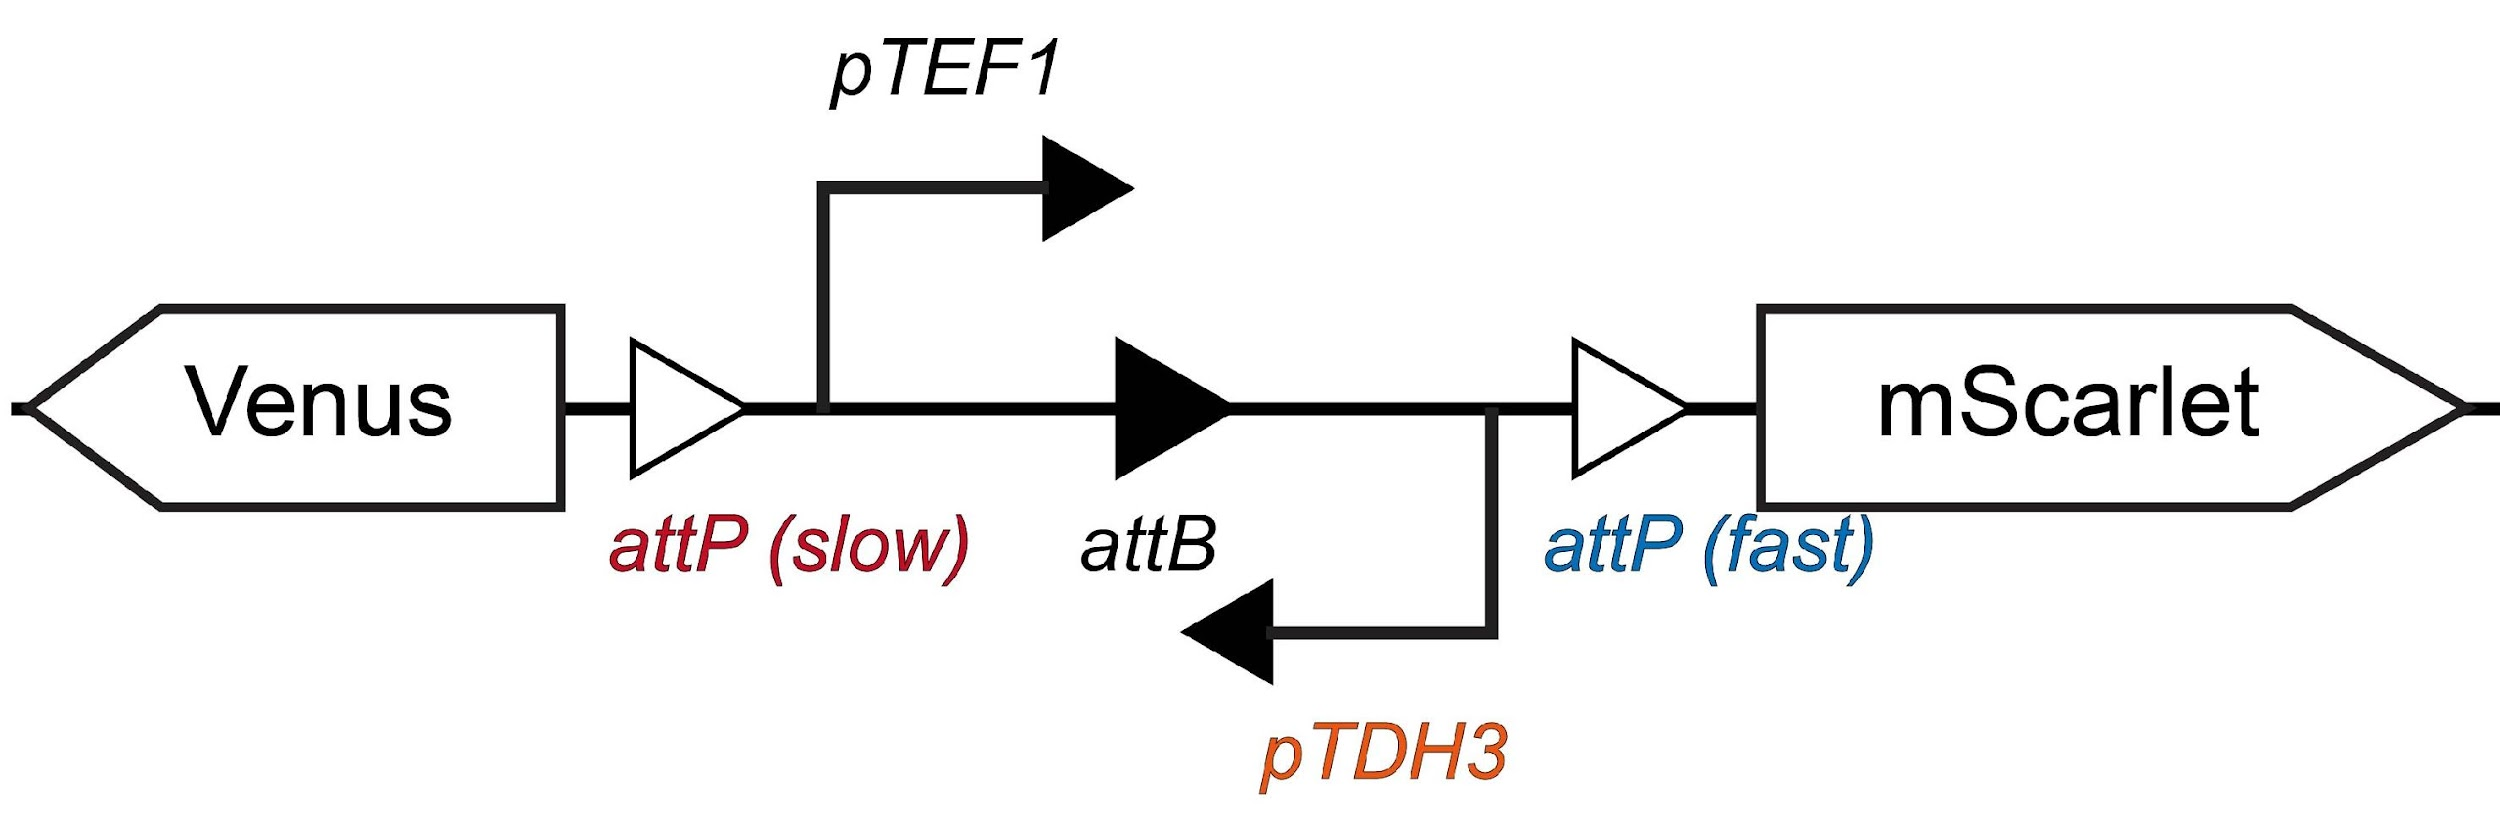 pTEF1
Venus
mScarlet
attP (slow)
attB
attP (fast)
pTDH3